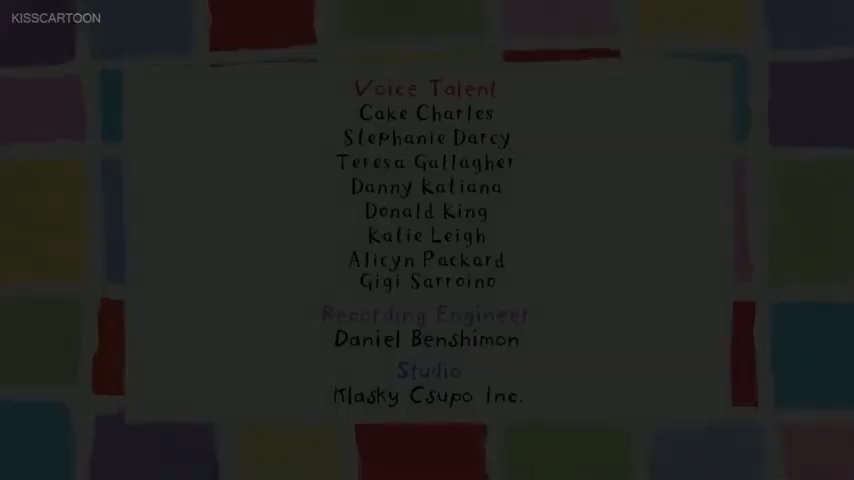 KISSCARTOON
Voice Talent
Cake Charles
Stephanie Darcy
Teresa Gallagher
Danny Katiana
Donald King
Katie Leigh
Alicyn Packard
Gigi Sarroino
Recording Engineer
Daniel Benshimon
Studio
Klasky Csupo Inc.